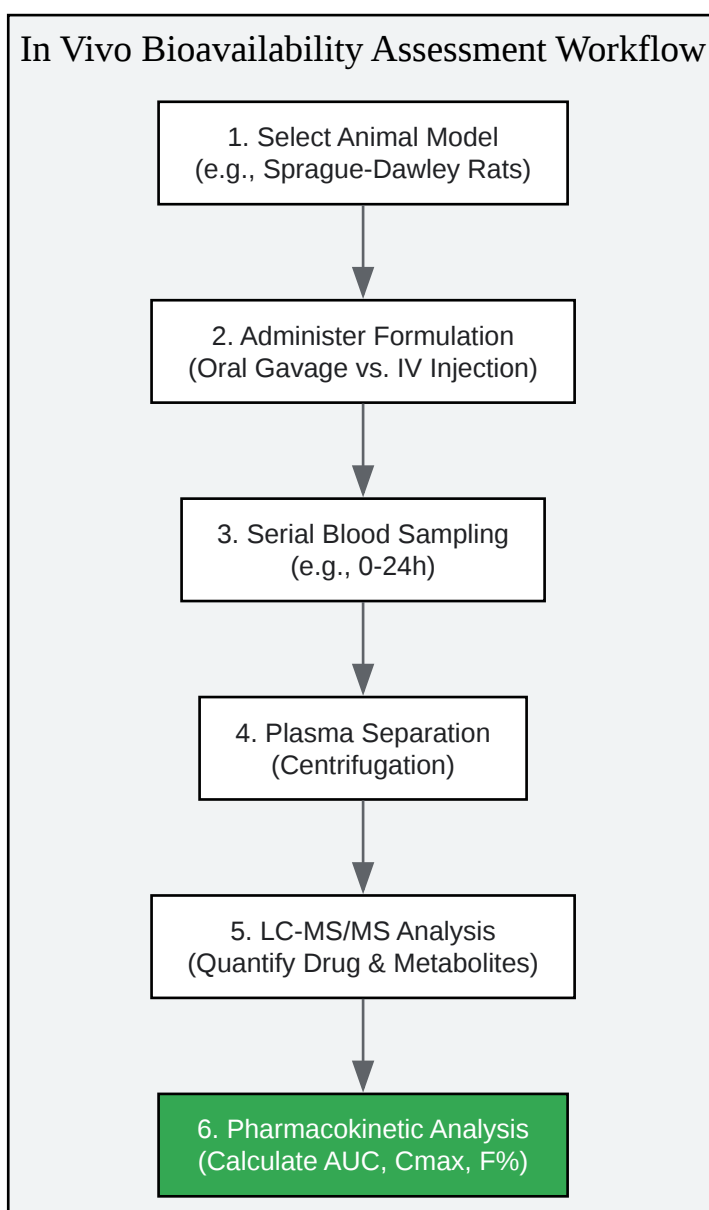 In Vivo Bioavailability Assessment Workflow
1. Select Animal Model
(e.g., Sprague-Dawley Rats)
2. Administer Formulation
(Oral Gavage vs. IV Injection)
3. Serial Blood Sampling
(e.g., 0-24h)
4. Plasma Separation
(Centrifugation)
5. LC-MS/MS Analysis
(Quantify Drug & Metabolites)
6. Pharmacokinetic Analysis
(Calculate AUC, Cmax, F%)